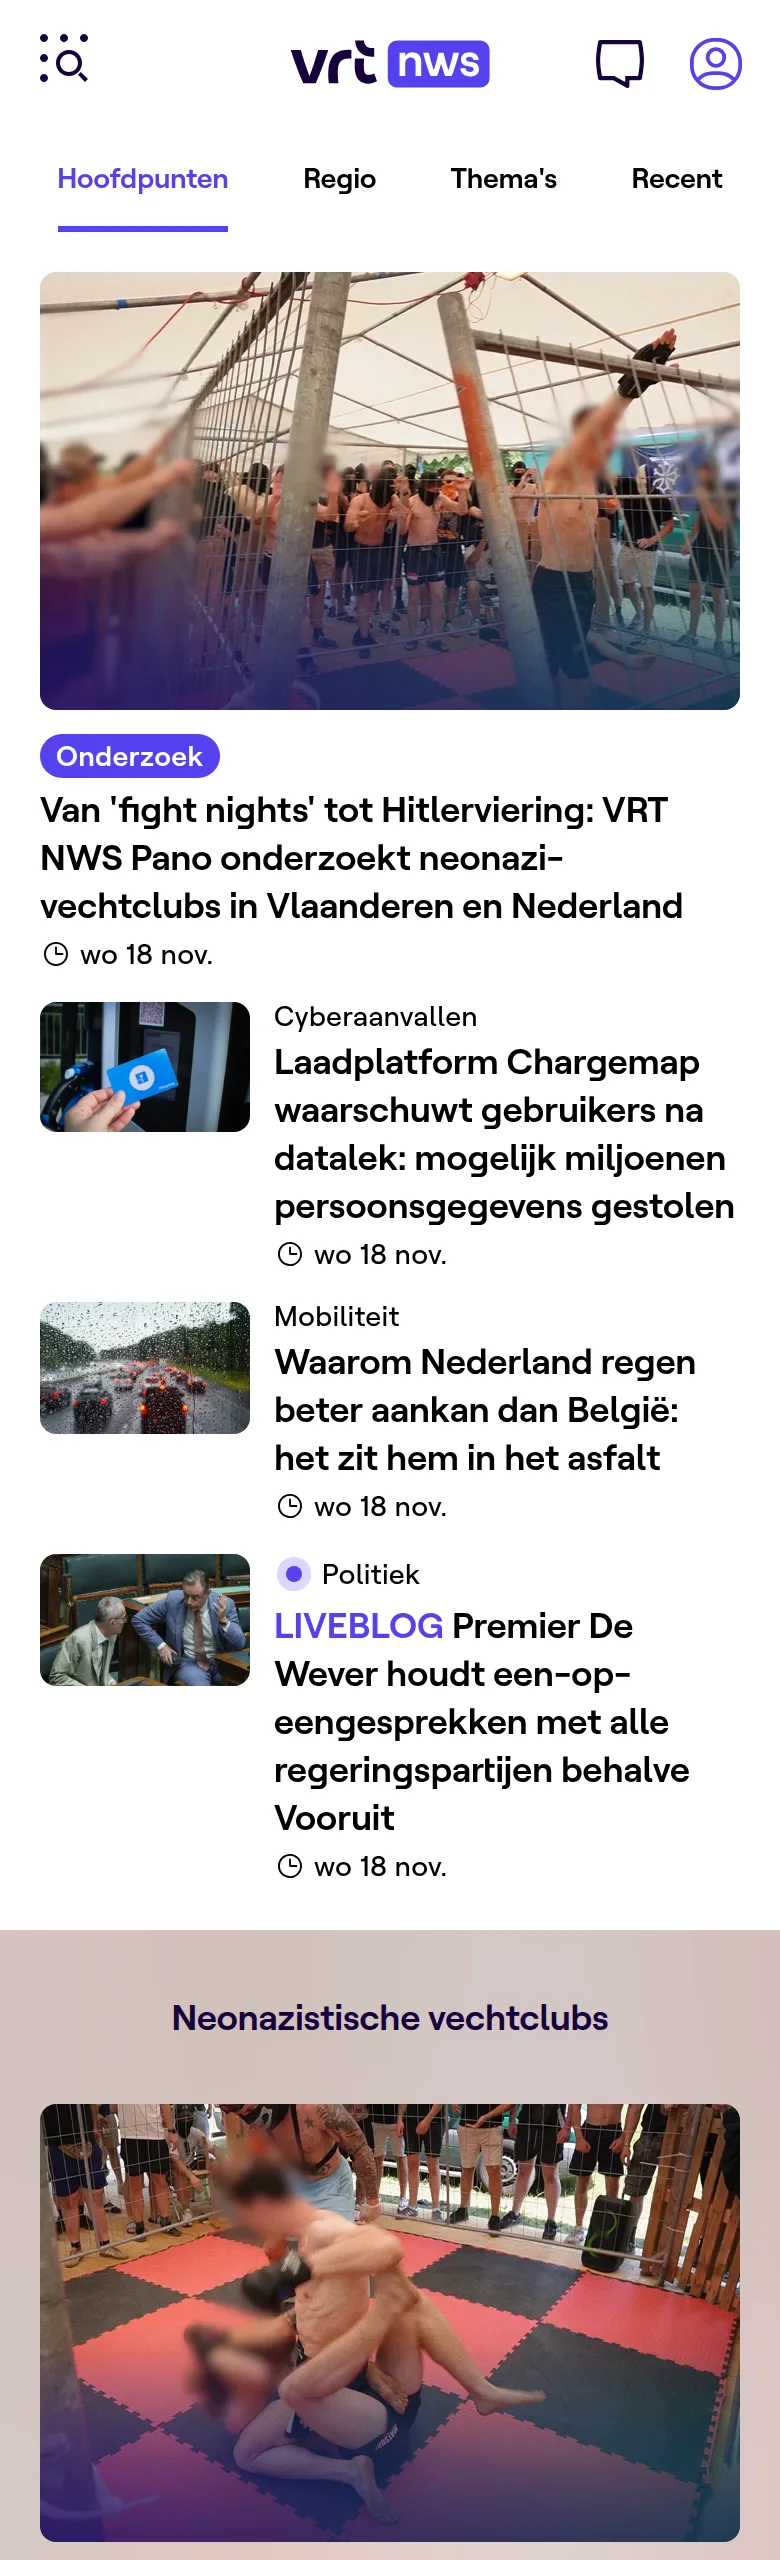 vrt nws
Hoofdpunten Regio Thema's Recent
Onderzoek
Van 'fight nights' tot Hitlerviering: VRT
NWS Pano onderzoekt neonazi-
vechtclubs in Vlaanderen en Nederland
wo 18 nov.
Cyberaanvallen
Laadplatform Chargemap
waarschuwt gebruikers na
datalek: mogelijk miljoenen
persoonsgegevens gestolen
wo 18 nov.
Mobiliteit
Waarom Nederland regen
beter aankan dan België:
het zit hem in het asfalt
wo 18 nov.
Politiek
LIVEBLOG Premier De
Wever houdt een-op-
eengesprekken met alle
regeringspartijen behalve
Vooruit
wo 18 nov.
Neonazistische vechtclubs